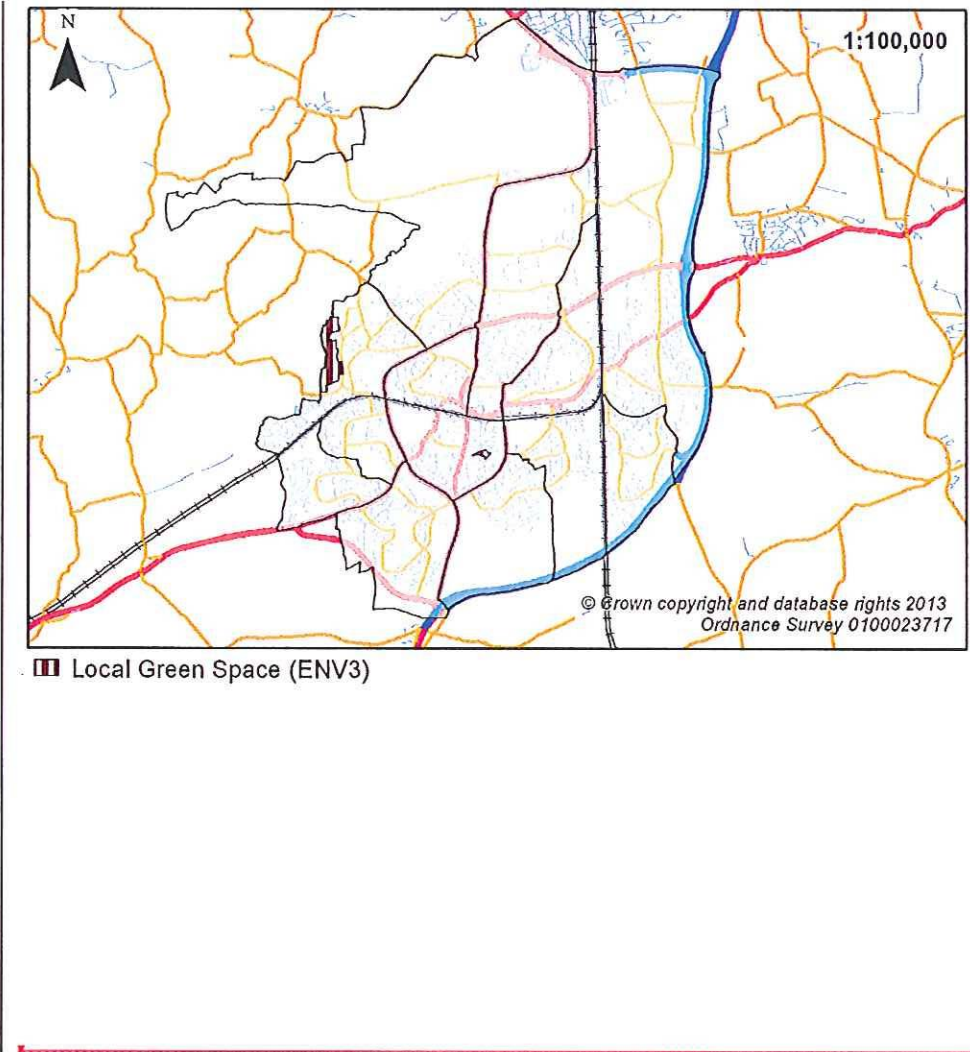 N
1:100,000
© Crown copyright and database rights 2013
Ordnance Survey 0100023717
Local Green Space (ENV3)